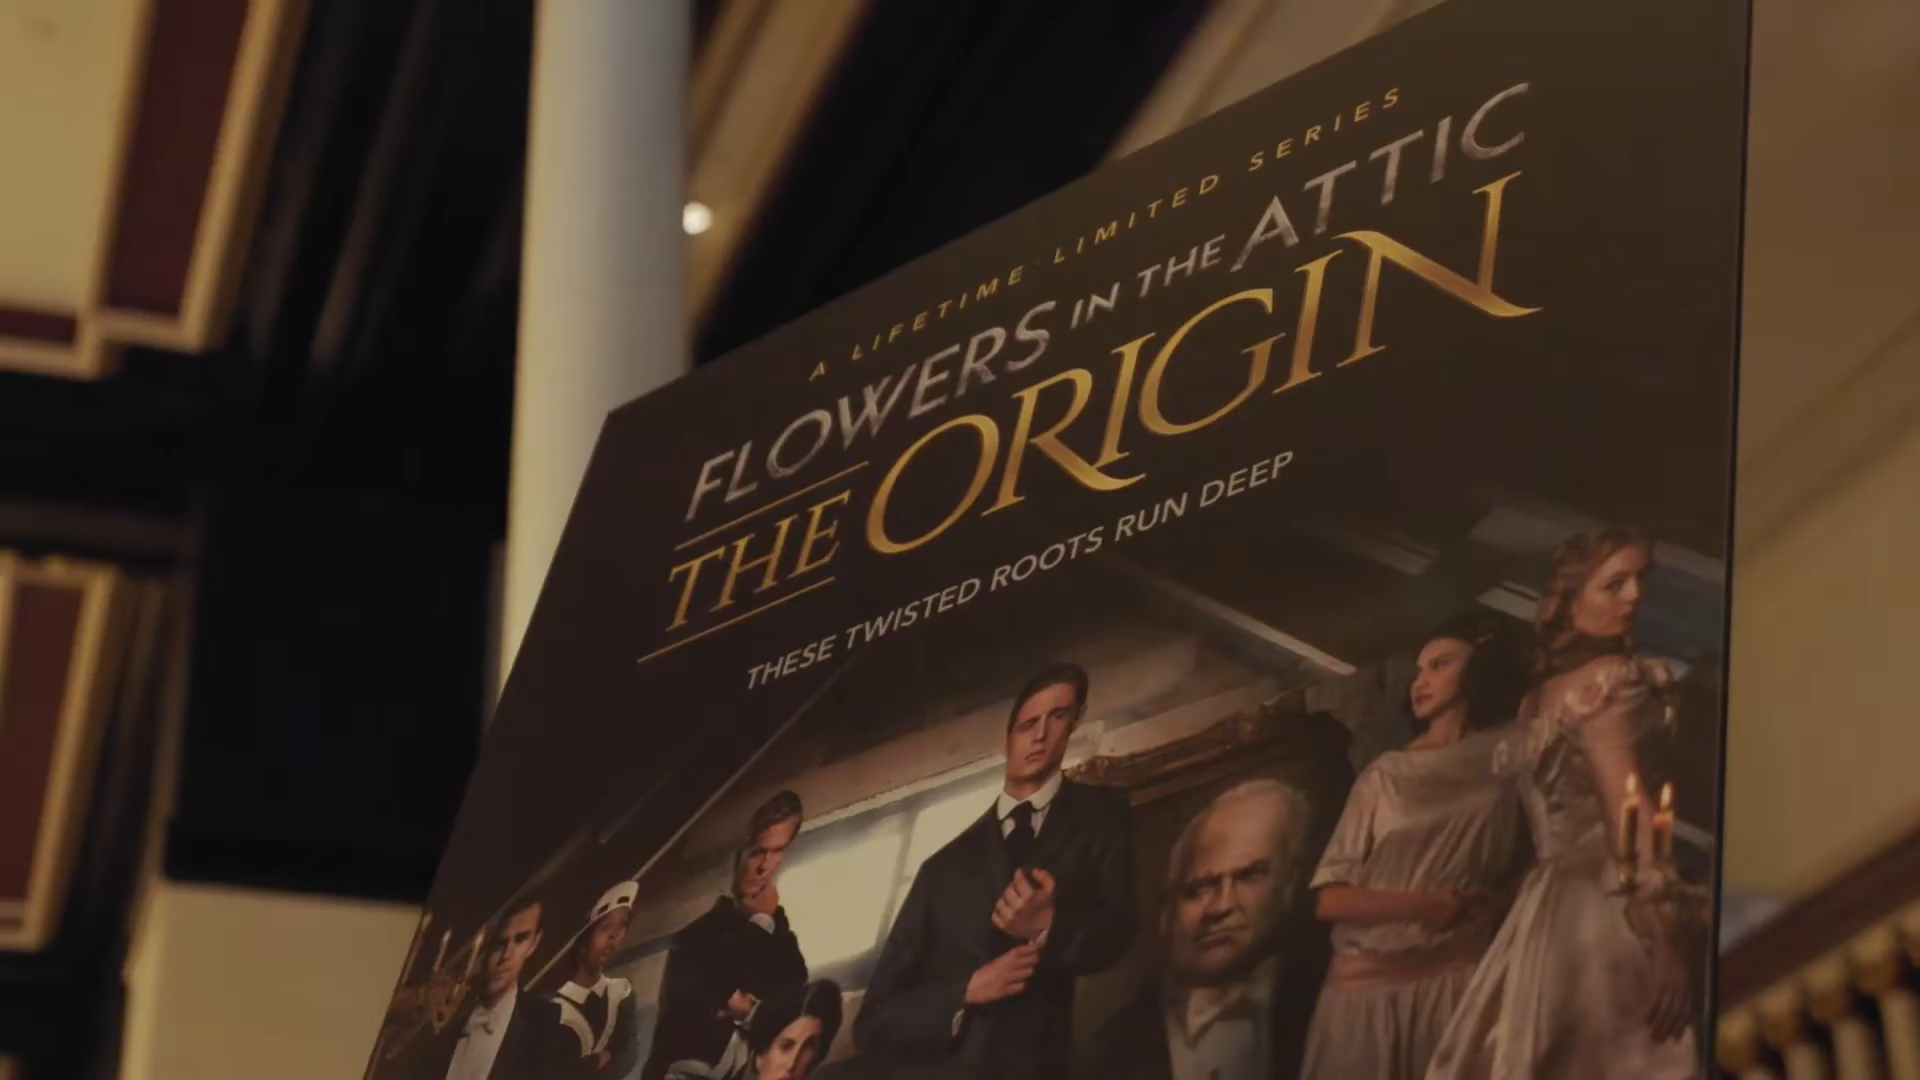 A LIFETIME LIMITED SERIES
FLOWERS IN THE ATTIC
THE ORIGIN
THESE TWISTED ROOTS RUN DEEP